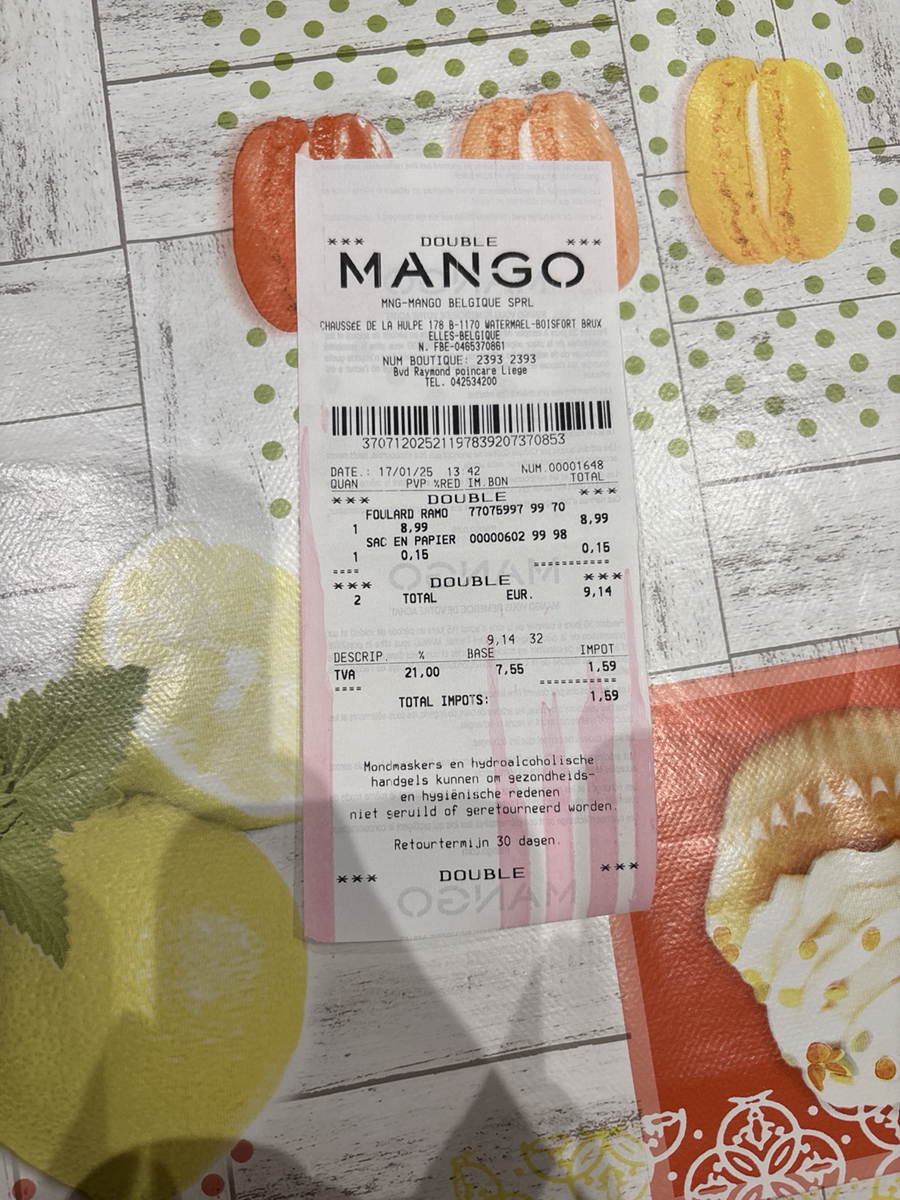 *** DOUBLE ***
MANGO
MNG-MANGO BELGIQUE SPRL
CHAUSSéE DE LA HULPE 178 B-1170 WATERMAEL-BOISFORT BRUX
ELLES-BELGIQUE
N. FBE-0465370861
NUM BOUTIQUE: 2393 2393
Bvd Raymond poincare Liege
TEL. 042534200
37071202521197839207370853
DATE.: 17/01/25 13 42 NUM.00001648
QUAN PVP %RED IM.BON TOTAL
*** DOUBLE ***
FOULARD RAMO 77075997 99 70
1 8,99 8,99
SAC EN PAPIER 00000602 99 98
1 0,15 0,15
==== ============
*** DOUBLE ***
2 TOTAL EUR. 9,14
9,14 32
DESCRIP. % BASE IMPOT
TVA 21,00 7,55 1,59
==== ============
TOTAL IMPOTS: 1,59
Mondmaskers en hydroalcoholische
handgels kunnen om gezondheids-
en hygiënische redenen
niet geruild of geretourneerd worden.
Retourtermijn 30 dagen.
*** DOUBLE ***